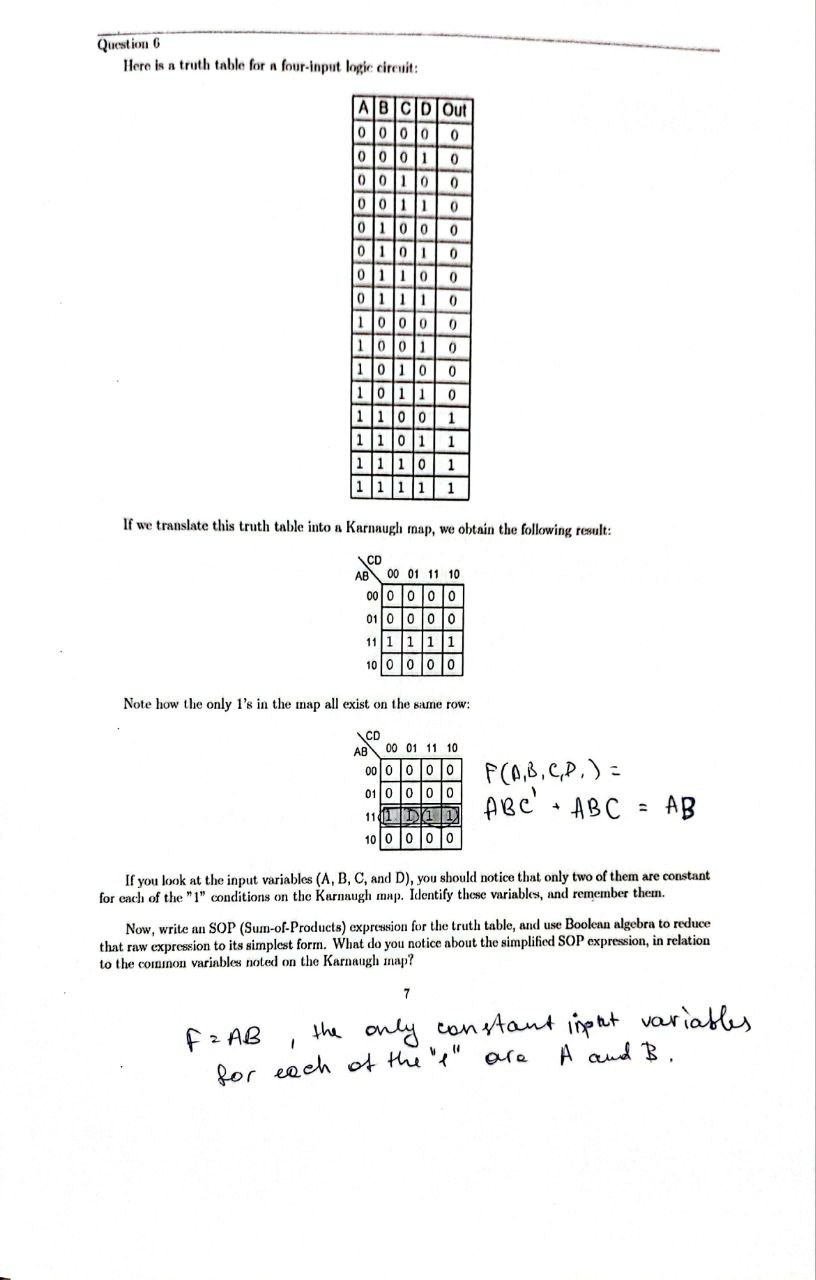 Question 6
Here is a truth table for a four-input logic circuit:
A B C D Out
0 0 0 0 0
0 0 0 1 0
0 0 1 0 0
0 0 1 1 0
0 1 0 0 0
0 1 0 1 0
0 1 1 0 0
0 1 1 1 0
1 0 0 0 0
1 0 0 1 0
1 0 1 0 0
1 0 1 1 0
1 1 0 0 1
1 1 0 1 1
1 1 1 0 1
1 1 1 1 1
If we translate this truth table into a Karnaugh map, we obtain the following result:
CD
AB 00 01 11 10
00 0 0 0 0
01 0 0 0 0
11 1 1 1 1
10 0 0 0 0
Note how the only 1's in the map all exist on the same row:
CD
AB 00 01 11 10
00 0 0 0 0
01 0 0 0 0
11 1 1 1 1
10 0 0 0 0
F(A,B,C,D,) =
ABC' + ABC = AB
If you look at the input variables (A, B, C, and D), you should notice that only two of them are constant
for each of the "1" conditions on the Karnaugh map. Identify these variables, and remember them.
Now, write an SOP (Sum-of-Products) expression for the truth table, and use Boolean algebra to reduce
that raw expression to its simplest form. What do you notice about the simplified SOP expression, in relation
to the common variables noted on the Karnaugh map?
7
F = AB , the only constant input variables
for each of the "1" are A and B.